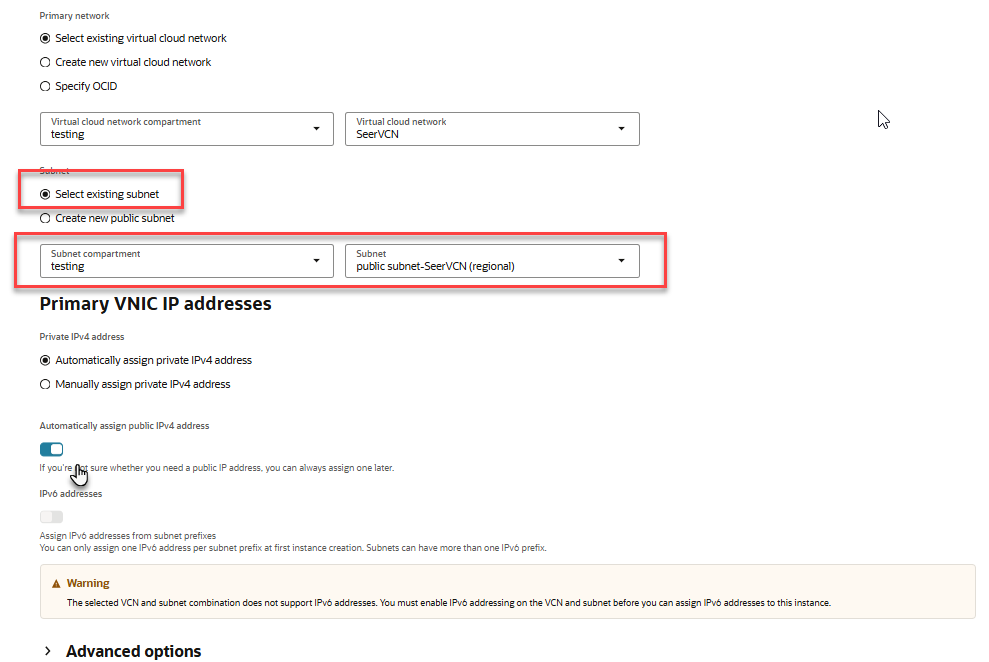 Primary network
Select existing virtual cloud network
Create new virtual cloud network
Specify OCID
Virtual cloud network compartment
testing
Virtual cloud network
SeerVCN
Subnet
Select existing subnet
Create new public subnet
Subnet compartment
testing
Subnet
public subnet-SeerVCN (regional)
Primary VNIC IP addresses
Private IPv4 address
Automatically assign private IPv4 address
Manually assign private IPv4 address
Automatically assign public IPv4 address
If you're not sure whether you need a public IP address, you can always assign one later.
IPv6 addresses
Assign IPv6 addresses from subnet prefixes
You can only assign one IPv6 address per subnet prefix at first instance creation. Subnets can have more than one IPv6 prefix.
Warning
The selected VCN and subnet combination does not support IPv6 addresses. You must enable IPv6 addressing on the VCN and subnet before you can assign IPv6 addresses to this instance.
Advanced options